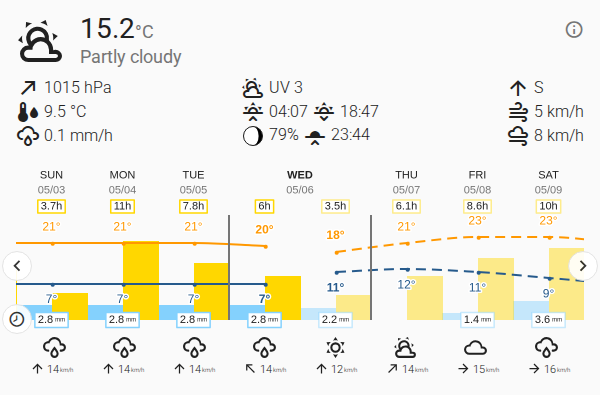 15.2°C
Partly cloudy
1015 hPa UV 3 S
9.5 °C 04:07 18:47 5 km/h
0.1 mm/h 79% 23:44 8 km/h
SUN MON TUE WED THU FRI SAT
05/03 05/04 05/05 05/06 05/07 05/08 05/09
3.7h 11h 7.8h 6h 3.5h 6.1h 8.6h 10h
21° 21° 21° 20° 18° 21° 23° 23°
7° 7° 7° 7° 11° 12° 11° 9°
2.8 mm 2.8 mm 2.8 mm 2.8 mm 2.2 mm 1.4 mm 3.6 mm
14 km/h 14 km/h 14 km/h 14 km/h 12 km/h 14 km/h 15 km/h 16 km/h